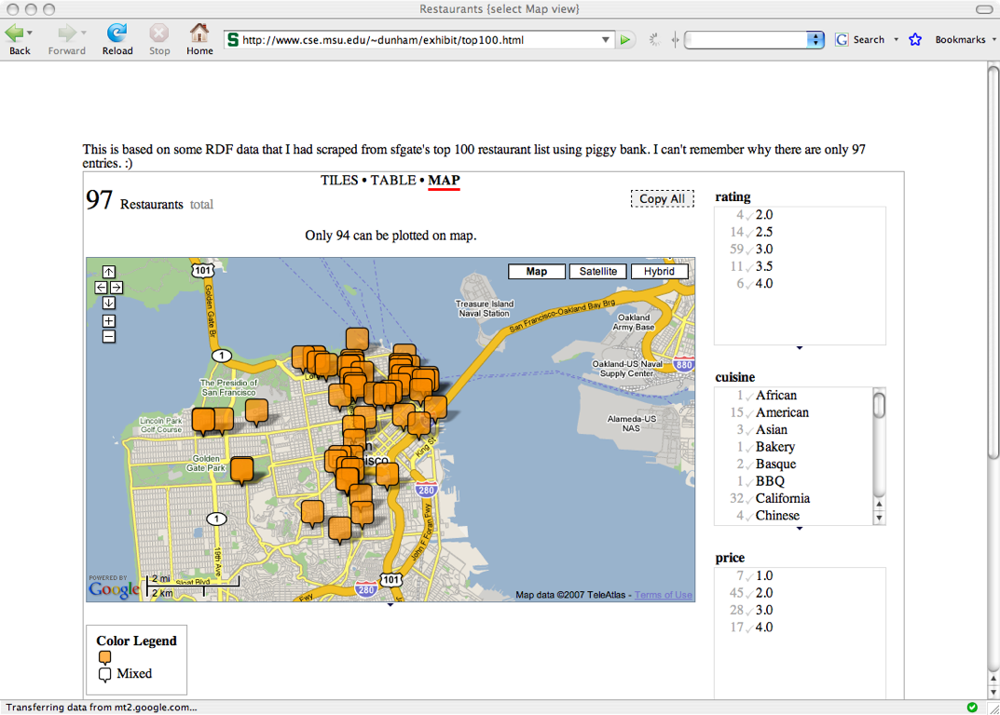 Restaurants {select Map view}
Back Forward Reload Stop Home
S http://www.cse.msu.edu/~dunham/exhibit/top100.html
G Search Bookmarks
This is based on some RDF data that I had scraped from sfgate's top 100 restaurant list using piggy bank. I can't remember why there are only 97
entries. :)
TILES • TABLE • MAP
97 Restaurants total
Copy All
Only 94 can be plotted on map.
Map Satellite Hybrid
101
Golden Gate Br
1
Treasure Island
Naval Station
San Francisco-Oakland Bay Brg
Oakland
Army Base
Oakland-US Naval
Supply Center
880
The Presidio of
San Francisco
Lincoln Park
Golf Course
Alameda-US
NAS
Golden
Gate Park
King St
280
1
19th Ave
John F Foran Fwy
Sloat Blvd
101
280
Fwy
POWERED BY
Google
2 mi
2 km
Map data ©2007 TeleAtlas - Terms of Use
Color Legend
Mixed
rating
4 2.0
14 2.5
59 3.0
11 3.5
6 4.0
cuisine
1 African
15 American
3 Asian
1 Bakery
2 Basque
1 BBQ
32 California
4 Chinese
price
7 1.0
45 2.0
28 3.0
17 4.0
Transferring data from mt2.google.com...